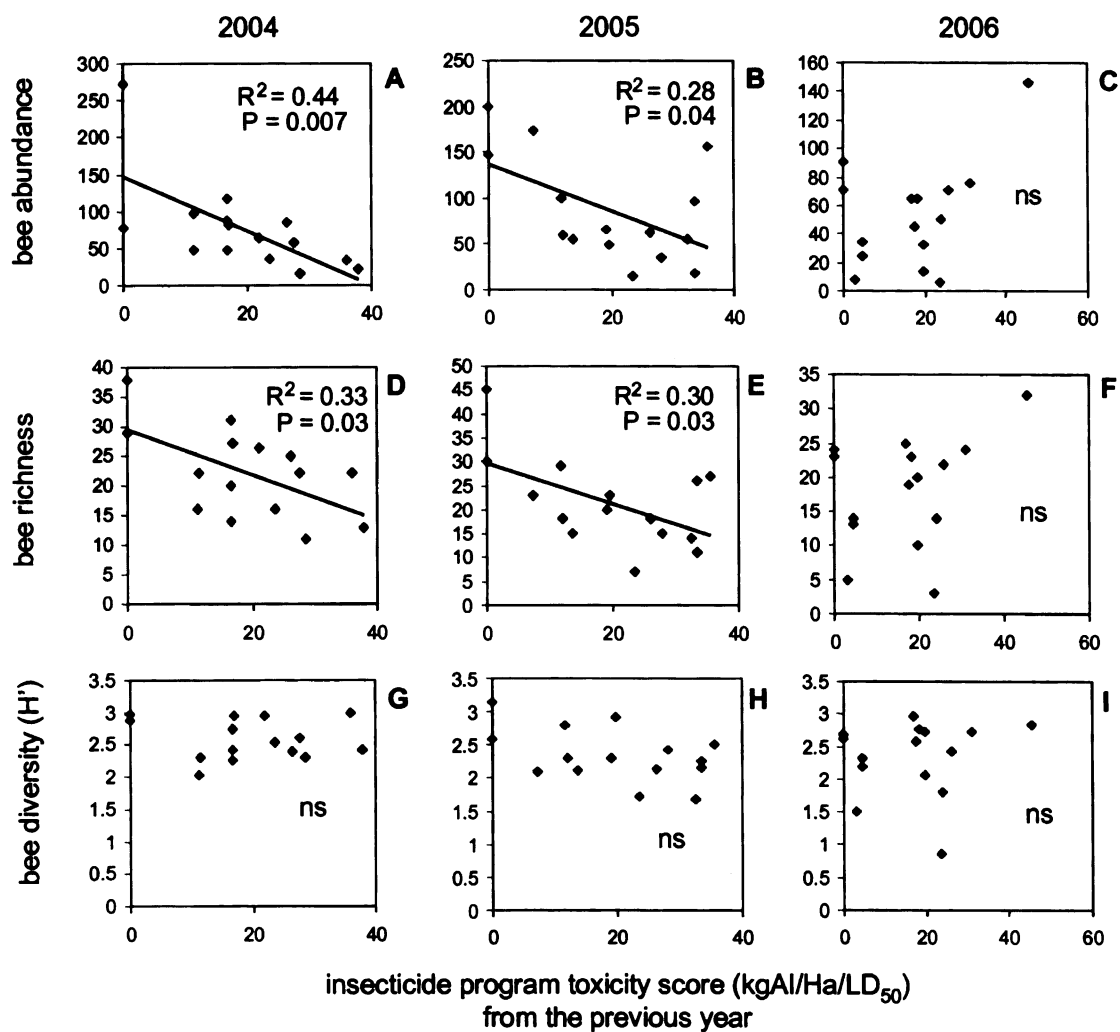 2004 2005 2006
bee abundance
A
R² = 0.44
P = 0.007
300
250
200
150
100
50
0
0 20 40
B
R² = 0.28
P = 0.04
250
200
150
100
50
0
0 20 40
C
ns
160
140
120
100
80
60
40
20
0
0 20 40 60
bee richness
D
R² = 0.33
P = 0.03
40
35
30
25
20
15
10
5
0
0 20 40
E
R² = 0.30
P = 0.03
50
45
40
35
30
25
20
15
10
5
0
0 20 40
F
ns
35
30
25
20
15
10
5
0
0 20 40 60
bee diversity (H')
G
ns
3.5
3
2.5
2
1.5
1
0.5
0
0 20 40
H
ns
3.5
3
2.5
2
1.5
1
0.5
0
0 20 40
I
ns
3.5
3
2.5
2
1.5
1
0.5
0
0 20 40 60
insecticide program toxicity score (kgAI/Ha/LD₅₀)
from the previous year